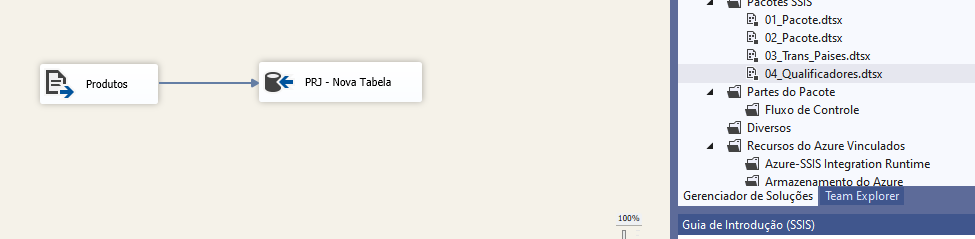 Produtos
PRJ - Nova Tabela
100%
Pacotes SSIS
01_Pacote.dtsx
02_Pacote.dtsx
03_Trans_Paises.dtsx
04_Qualificadores.dtsx
Partes do Pacote
Fluxo de Controle
Diversos
Recursos do Azure Vinculados
Azure-SSIS Integration Runtime
Armazenamento do Azure
Gerenciador de Soluções Team Explorer
Guia de Introdução (SSIS)